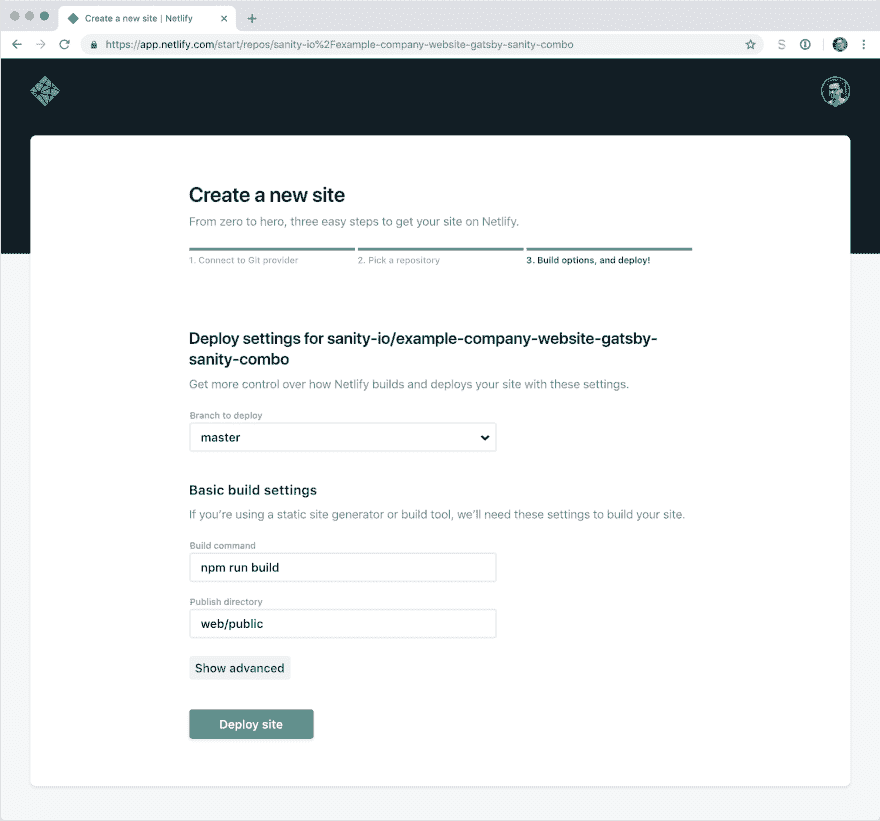 Create a new site | Netlify
https://app.netlify.com/start/repos/sanity-io%2Fexample-company-website-gatsby-sanity-combo
S
Create a new site
From zero to hero, three easy steps to get your site on Netlify.
1. Connect to Git provider
2. Pick a repository
3. Build options, and deploy!
Deploy settings for sanity-io/example-company-website-gatsby-
sanity-combo
Get more control over how Netlify builds and deploys your site with these settings.
Branch to deploy
master
Basic build settings
If you're using a static site generator or build tool, we'll need these settings to build your site.
Build command
npm run build
Publish directory
web/public
Show advanced
Deploy site